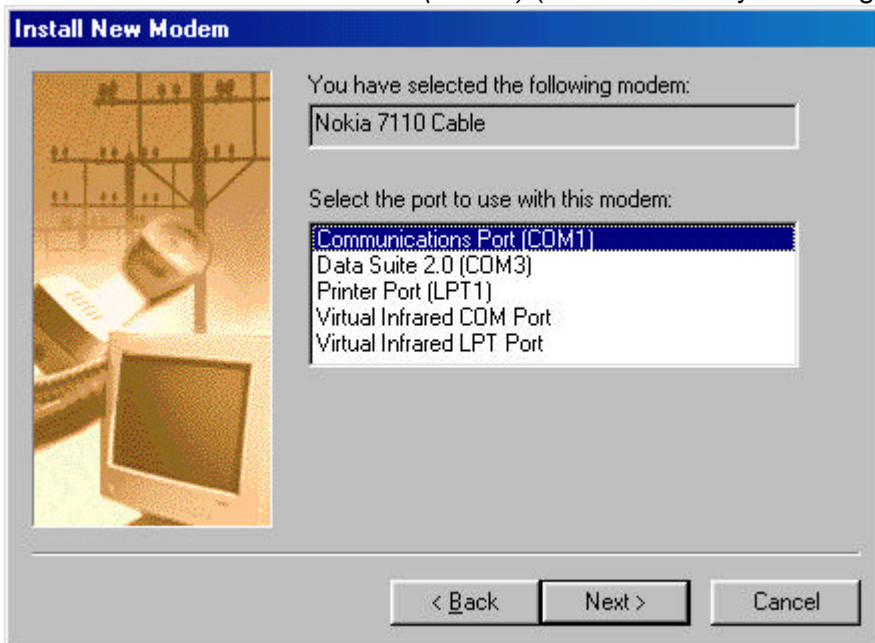 Install New Modem
You have selected the following modem:
Nokia 7110 Cable
Select the port to use with this modem:
Communications Port (COM1)
Data Suite 2.0 (COM3)
Printer Port (LPT1)
Virtual Infrared COM Port
Virtual Infrared LPT Port
< Back Next > Cancel